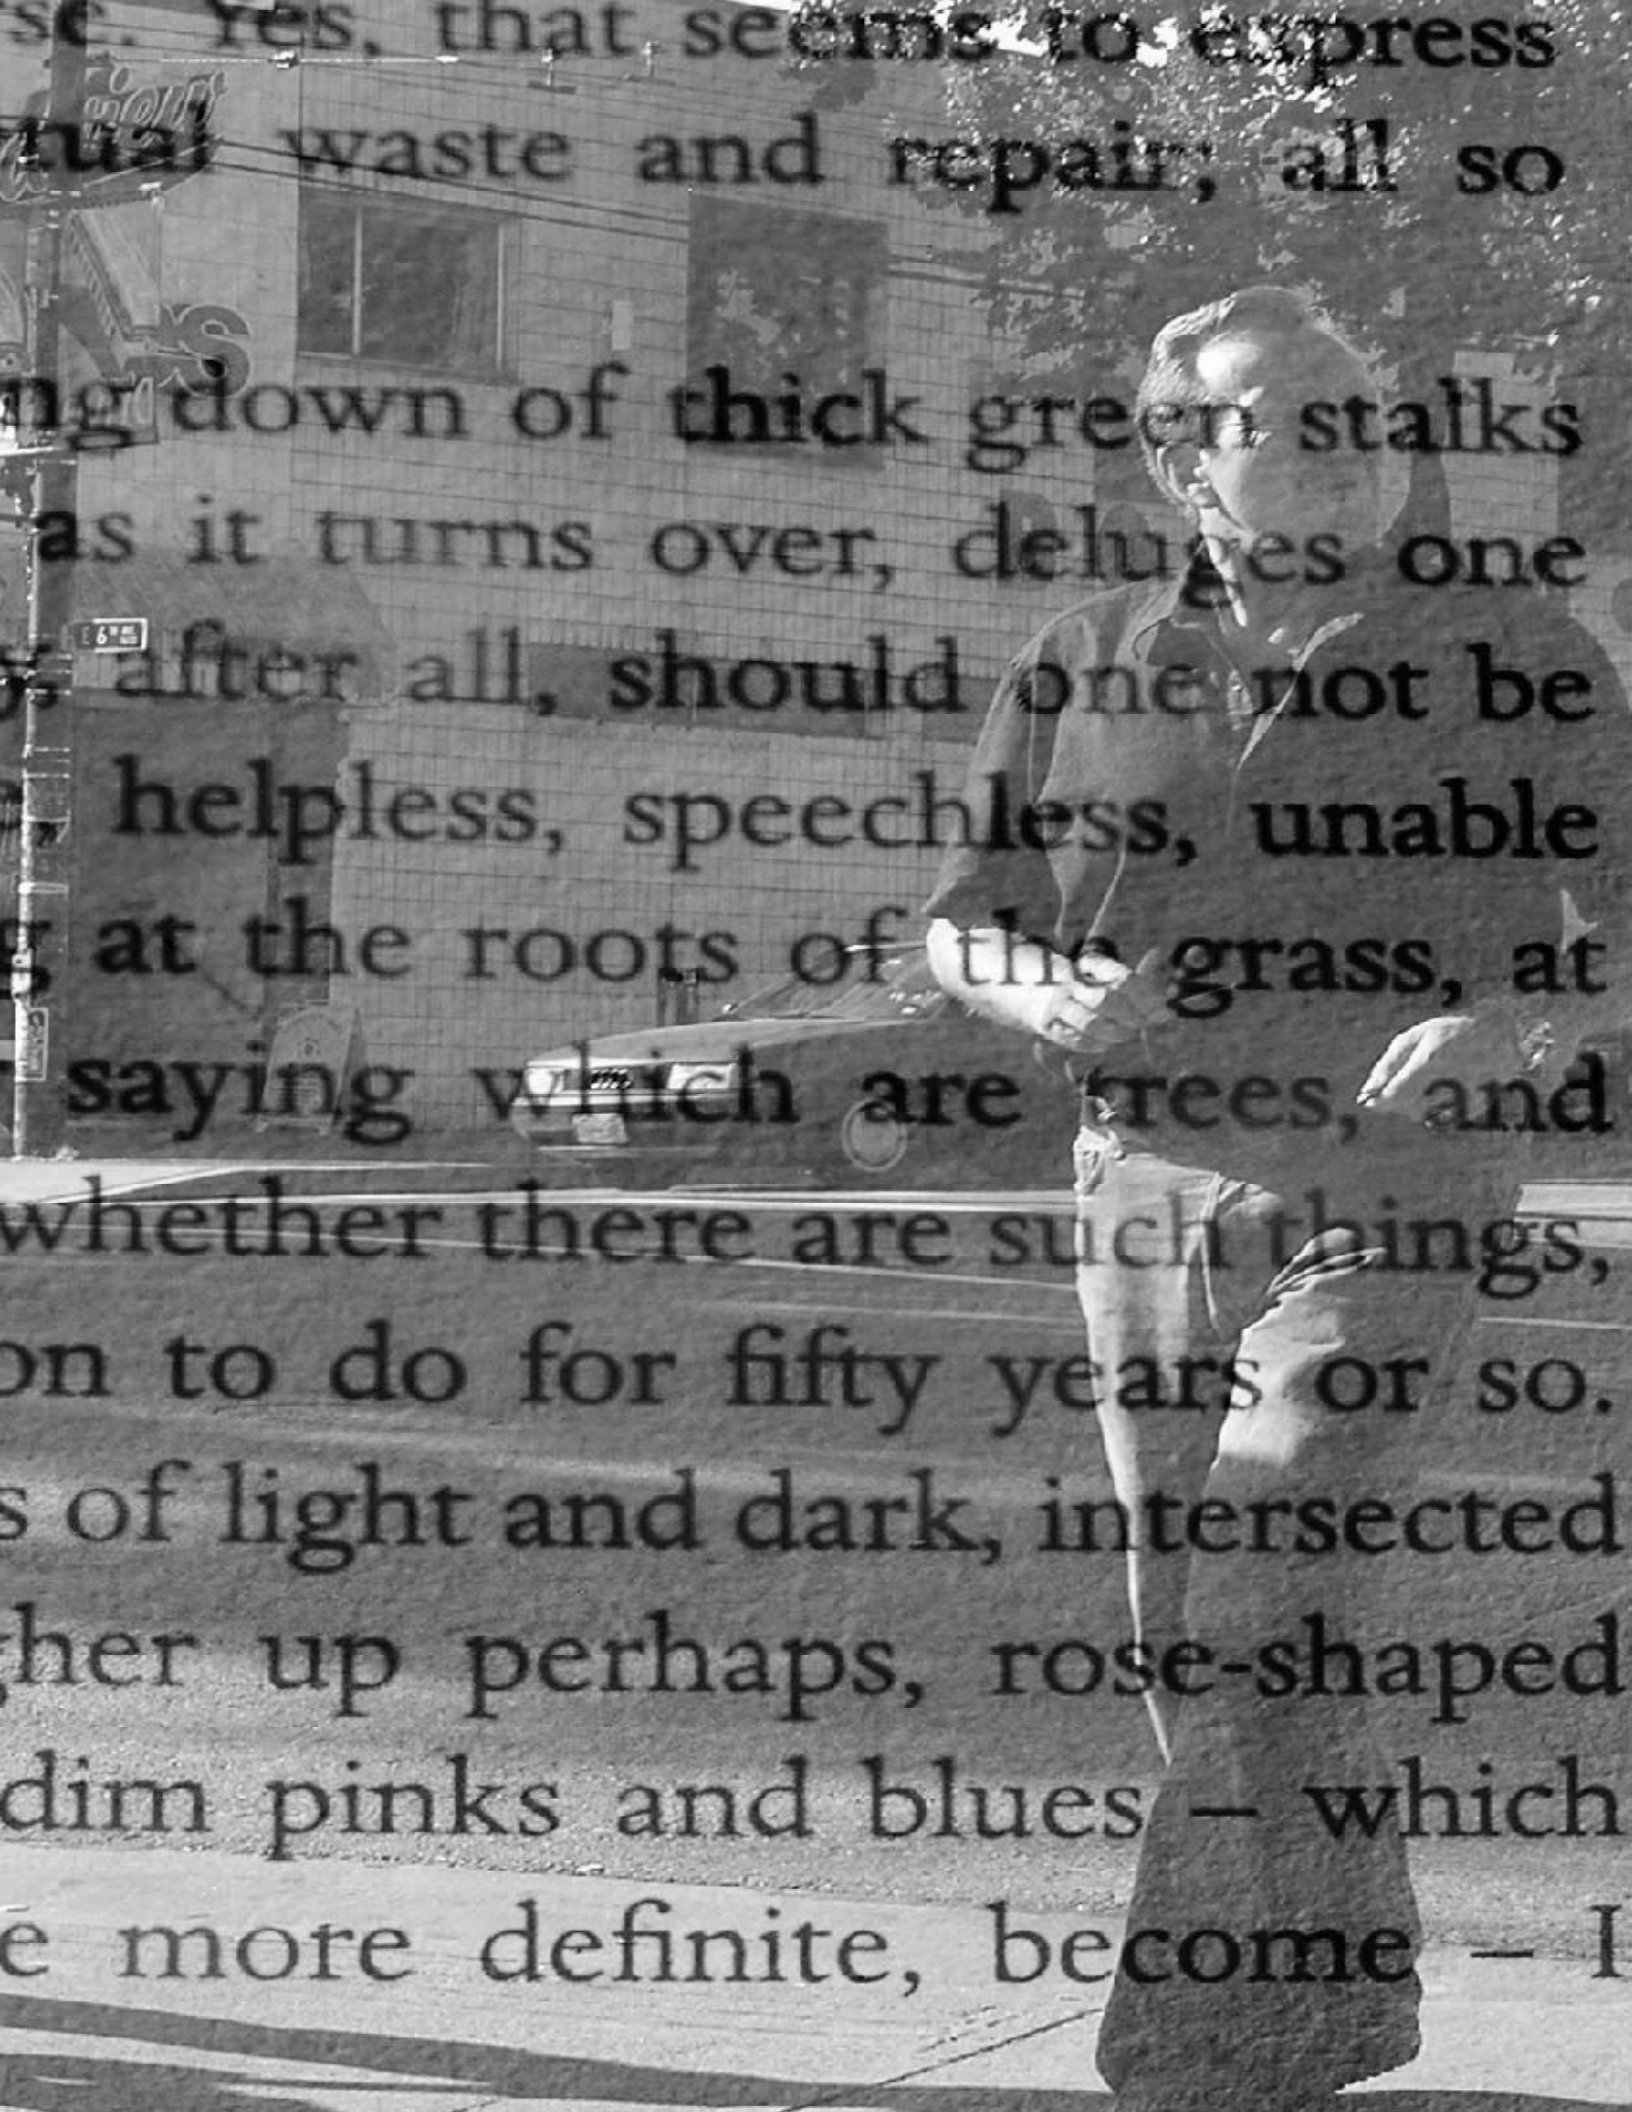 se. Yes, that seems to express
tual waste and repair; all so
ng down of thick green stalks
as it turns over, deluges one
after all, should one not be
helpless, speechless, unable
g at the roots of the grass, at
saying which are trees, and
whether there are such things,
on to do for fifty years or so.
s of light and dark, intersected
gher up perhaps, rose-shaped
dim pinks and blues – which
e more definite, become – I
E 6TH AVE